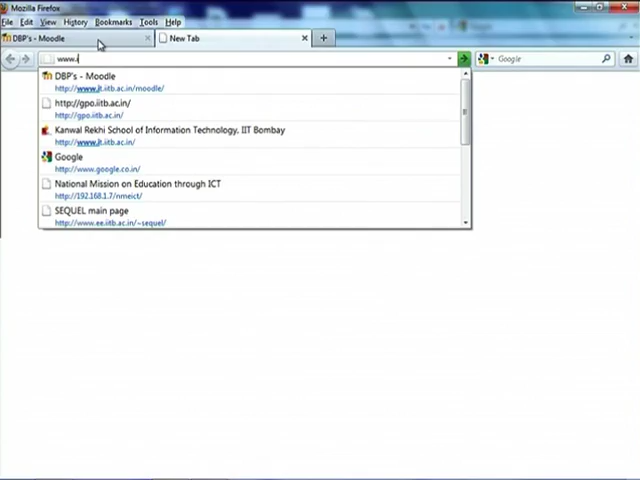 Mozilla Firefox
File Edit View History Bookmarks Tools Help
DBP's - Moodle
New Tab
www.i
Google
DBP's - Moodle
http://www.it.iitb.ac.in/moodle/
http://gpo.iitb.ac.in/
gpo.iitb.ac.in/
Kanwal Rekhi School of Information Technology, IIT Bombay
http://www.it.iitb.ac.in/
Google
http://www.google.co.in/
National Mission on Education through ICT
http://192.168.1.7/nmeict/
SEQUEL main page
http://www.ee.iitb.ac.in/~sequel/